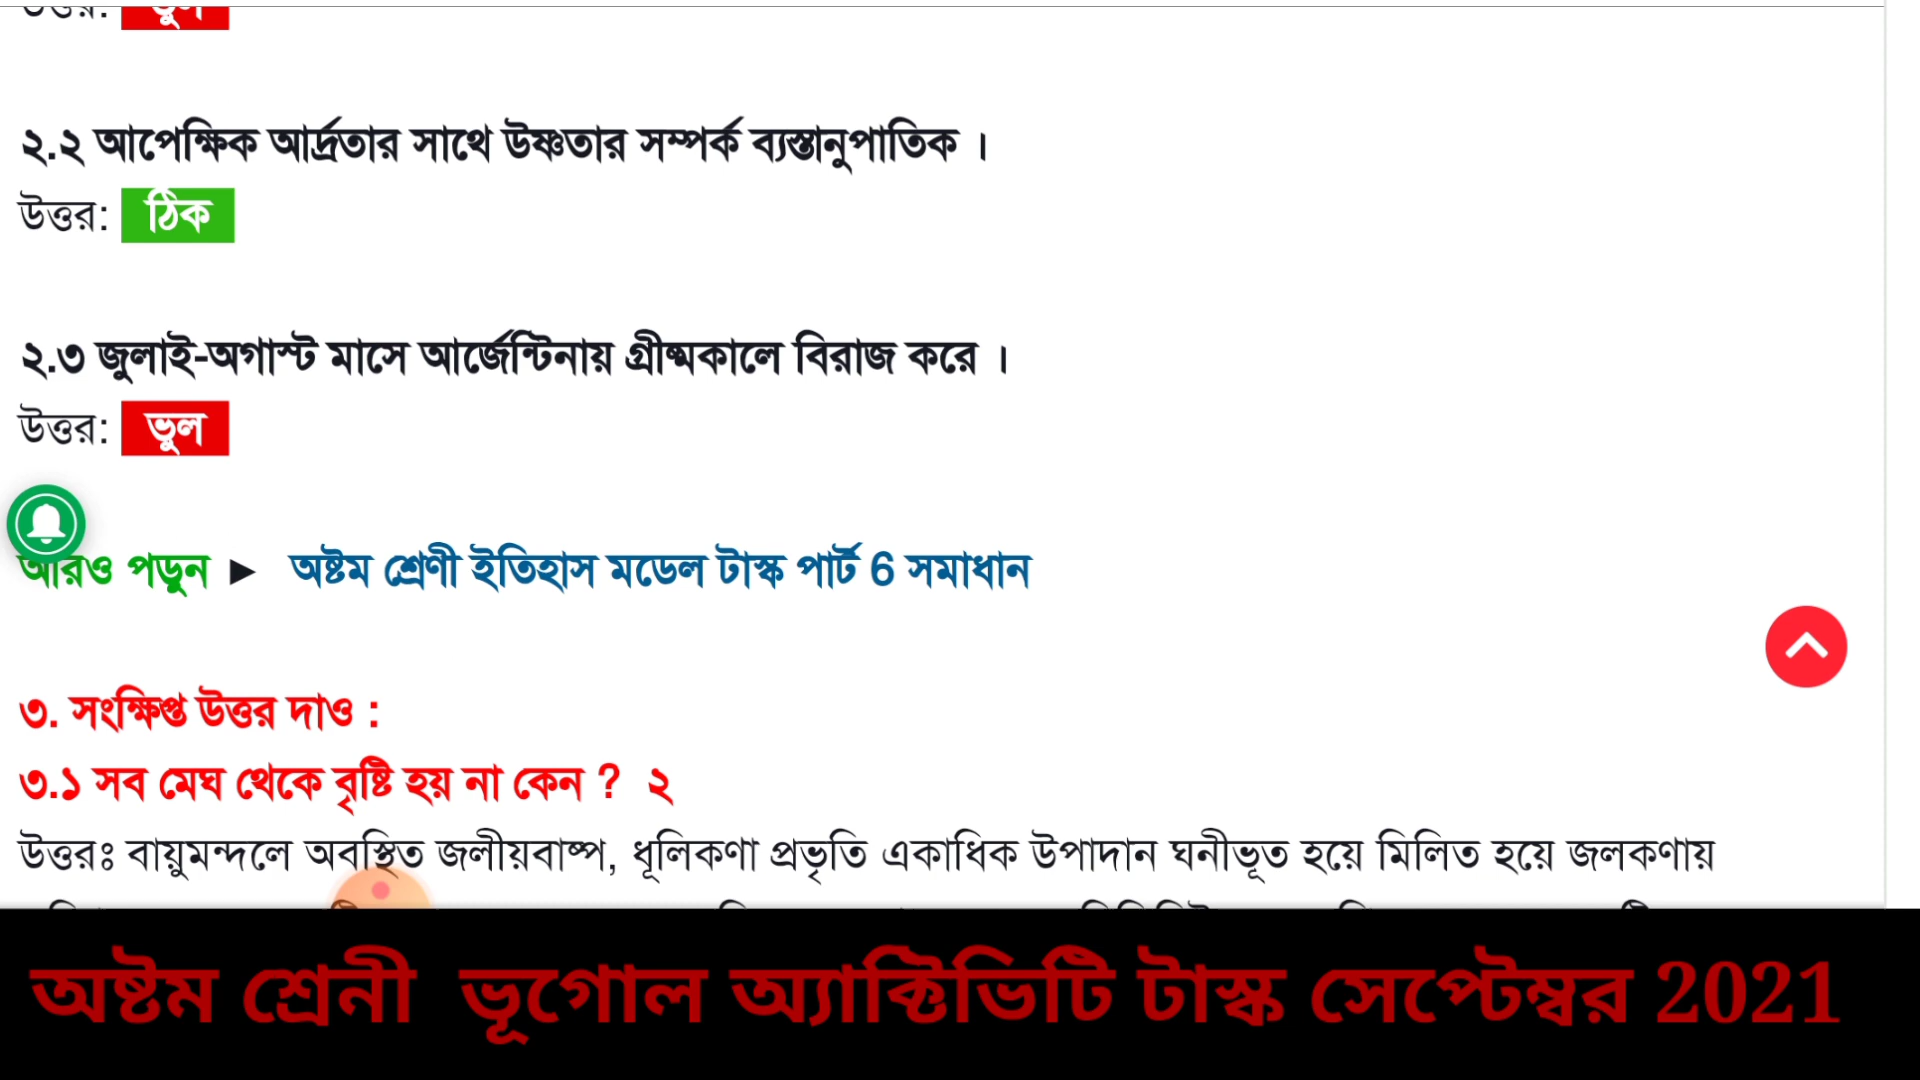 ২.২ আপেক্ষিক আর্দ্রতার সাথে উষ্ণতার সম্পর্ক ব্যস্তানুপাতিক ।
উত্তর: ঠিক
২.৩ জুলাই-অগাস্ট মাসে আর্জেন্টিনায় গ্রীষ্মকালে বিরাজ করে ।
উত্তর: ভুল
আরও পড়ুন ► অষ্টম শ্রেণী ইতিহাস মডেল টাস্ক পার্ট 6 সমাধান
৩. সংক্ষিপ্ত উত্তর দাও :
৩.১ সব মেঘ থেকে বৃষ্টি হয় না কেন ? ২
উত্তরঃ বায়ুমন্দলে অবস্থিত জলীয়বাষ্প, ধূলিকণা প্রভৃতি একাধিক উপাদান ঘনীভূত হয়ে মিলিত হয়ে জলকণায়
অষ্টম শ্রেনী ভূগোল অ্যাক্টিভিটি টাস্ক সেপ্টেম্বর 2021